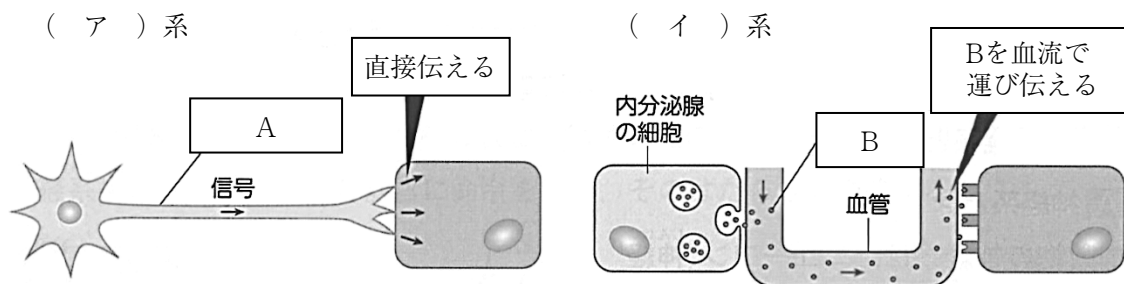 ( ア )系
直接伝える
A
信号
( イ )系
Bを血流で
運び伝える
内分泌腺
の細胞
B
血管